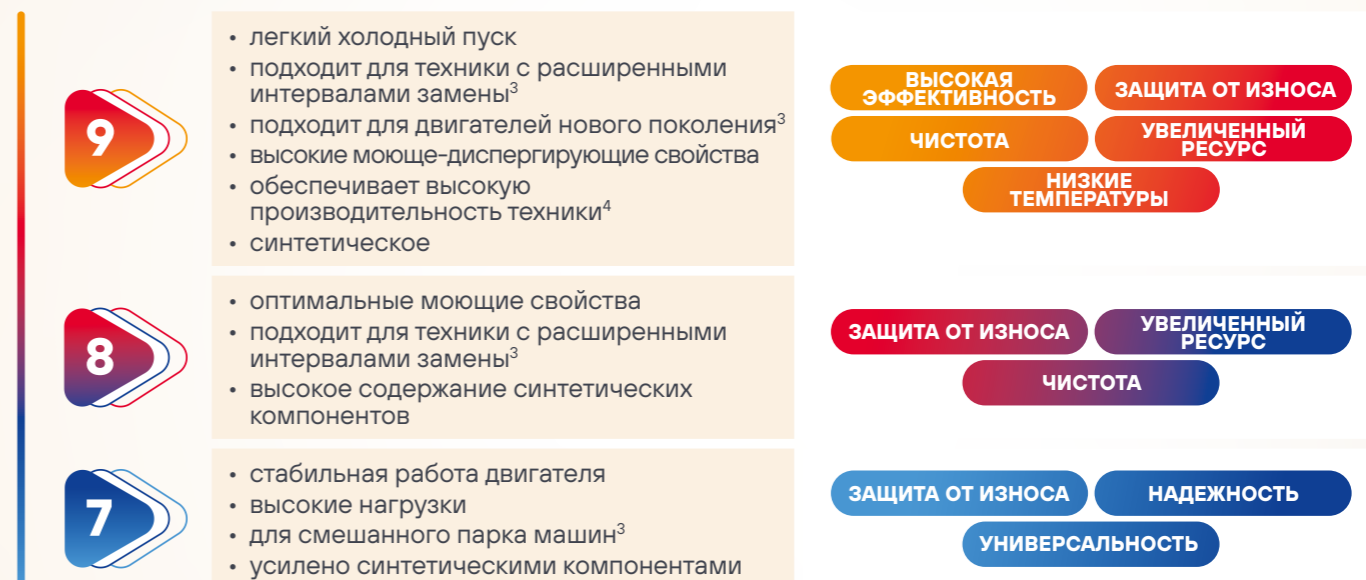 9
• легкий холодный пуск
• подходит для техники с расширенными
интервалами замены³
• подходит для двигателей нового поколения³
• высокие моюще-диспергирующие свойства
• обеспечивает высокую
производительность техники⁴
• синтетическое
ВЫСОКАЯ
ЭФФЕКТИВНОСТЬ
ЗАЩИТА ОТ ИЗНОСА
ЧИСТОТА
УВЕЛИЧЕННЫЙ
РЕСУРС
НИЗКИЕ
ТЕМПЕРАТУРЫ
8
• оптимальные моющие свойства
• подходит для техники с расширенными
интервалами замены³
• высокое содержание синтетических
компонентов
ЗАЩИТА ОТ ИЗНОСА
УВЕЛИЧЕННЫЙ
РЕСУРС
ЧИСТОТА
7
• стабильная работа двигателя
• высокие нагрузки
• для смешанного парка машин³
• усилено синтетическими компонентами
ЗАЩИТА ОТ ИЗНОСА
НАДЕЖНОСТЬ
УНИВЕРСАЛЬНОСТЬ